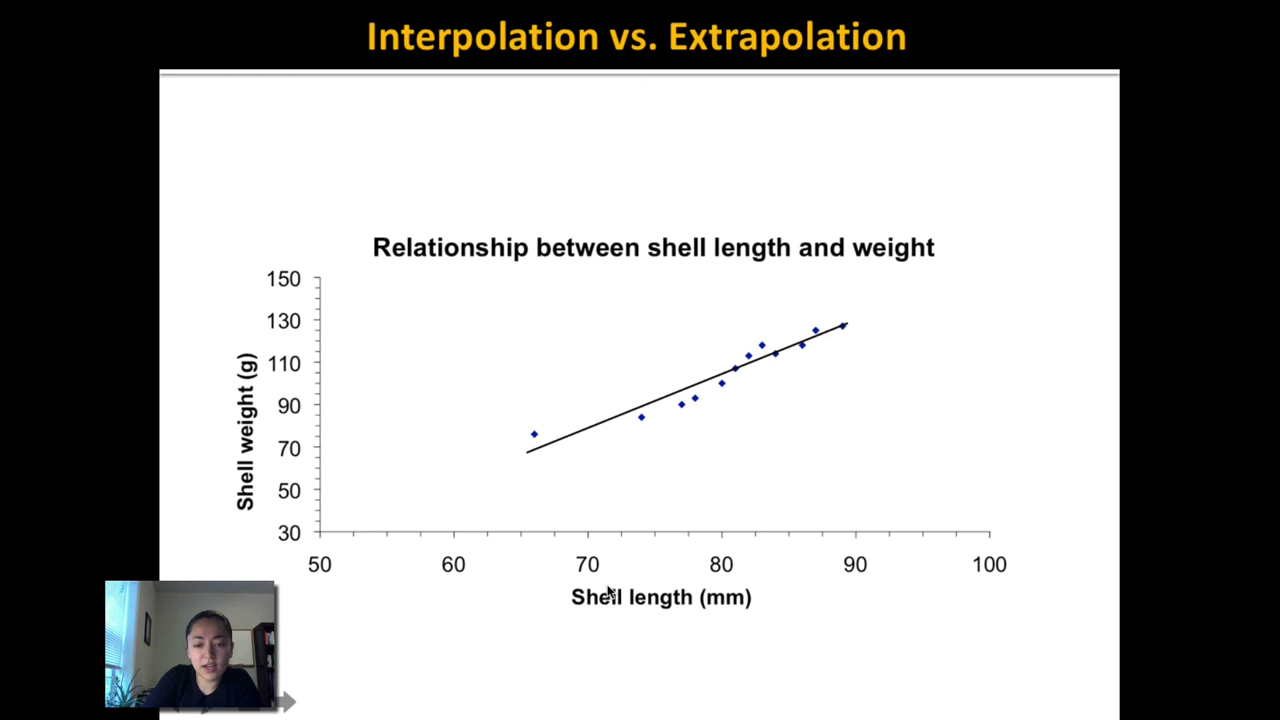 Interpolation vs. Extrapolation
Relationship between shell length and weight
150
130
110
90
70
50
30
Shell weight (g)
50 60 70 80 90 100
Shell length (mm)